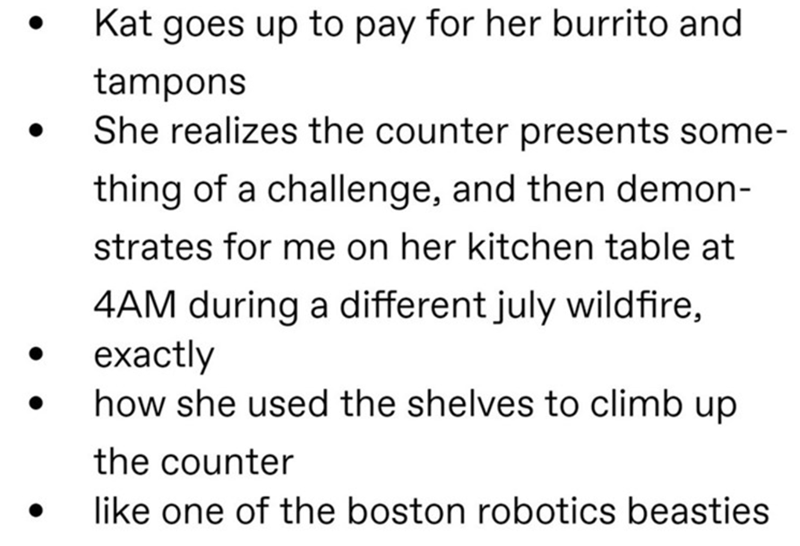 • Kat goes up to pay for her burrito and
tampons
• She realizes the counter presents some-
thing of a challenge, and then demon-
strates for me on her kitchen table at
4AM during a different july wildfire,
• exactly
• how she used the shelves to climb up
the counter
• like one of the boston robotics beasties